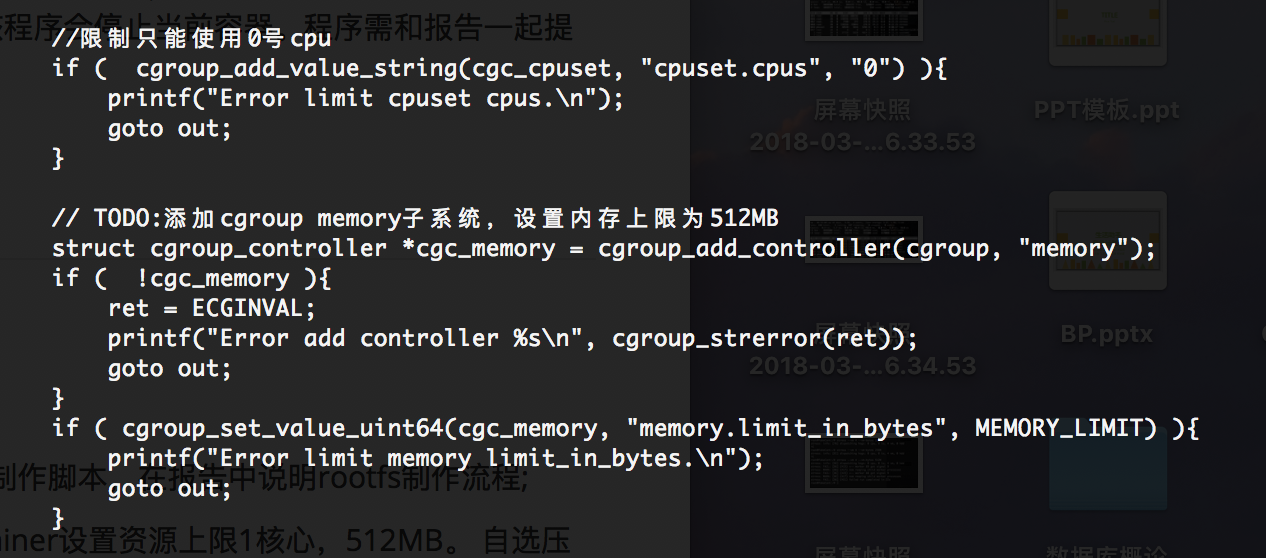 该程序会停止当前容器，程序需和报告一起提
//限制只能使用0号cpu
if (  cgroup_add_value_string(cgc_cpuset, "cpuset.cpus", "0") ){
    printf("Error limit cpuset cpus.\n");
    goto out;
}
// TODO:添加cgroup memory子系统，设置内存上限为512MB
struct cgroup_controller *cgc_memory = cgroup_add_controller(cgroup, "memory");
if (  !cgc_memory ){
    ret = ECGINVAL;
    printf("Error add controller %s\n", cgroup_strerror(ret));
    goto out;
}
if ( cgroup_set_value_uint64(cgc_memory, "memory.limit_in_bytes", MEMORY_LIMIT) ){
    printf("Error limit memory limit_in_bytes.\n");
    goto out;
}
制作脚本，在报告中说明rootfs制作流程;
iner设置资源上限1核心，512MB。 自选压
屏幕快照
2018-03-...6.33.53
PPT模板.ppt
屏幕快照
2018-03-...6.34.53
BP.pptx
屏幕快照
数据库概论